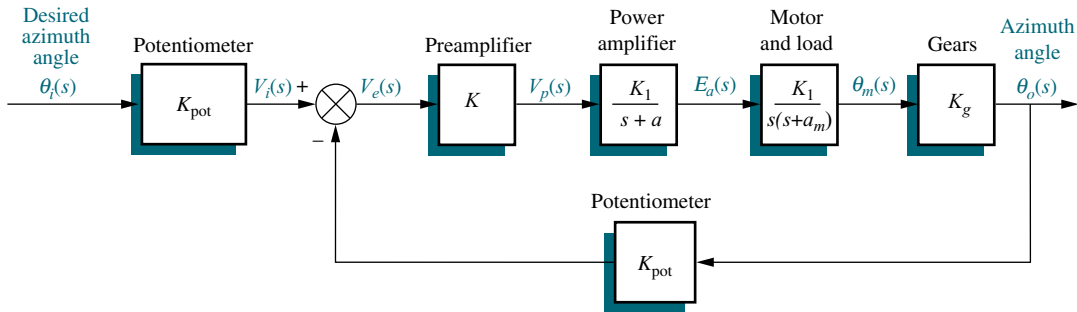 Desired
azimuth
angle
θi(s)
Potentiometer
Kpot
Vi(s) +
−
Ve(s)
Preamplifier
K
Vp(s)
Power
amplifier
K1
s + a
Ea(s)
Motor
and load
K1
s(s+am)
θm(s)
Gears
Kg
Azimuth
angle
θo(s)
Potentiometer
Kpot